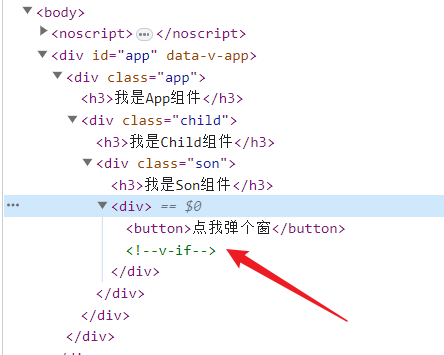 <body>
<noscript>…</noscript>
<div id="app" data-v-app>
<div class="app">
<h3>我是App组件</h3>
<div class="child">
<h3>我是Child组件</h3>
<div class="son">
<h3>我是Son组件</h3>
… <div> == $0
<button>点我弹个窗</button>
<!--v-if-->
</div>
</div>
</div>
</div>